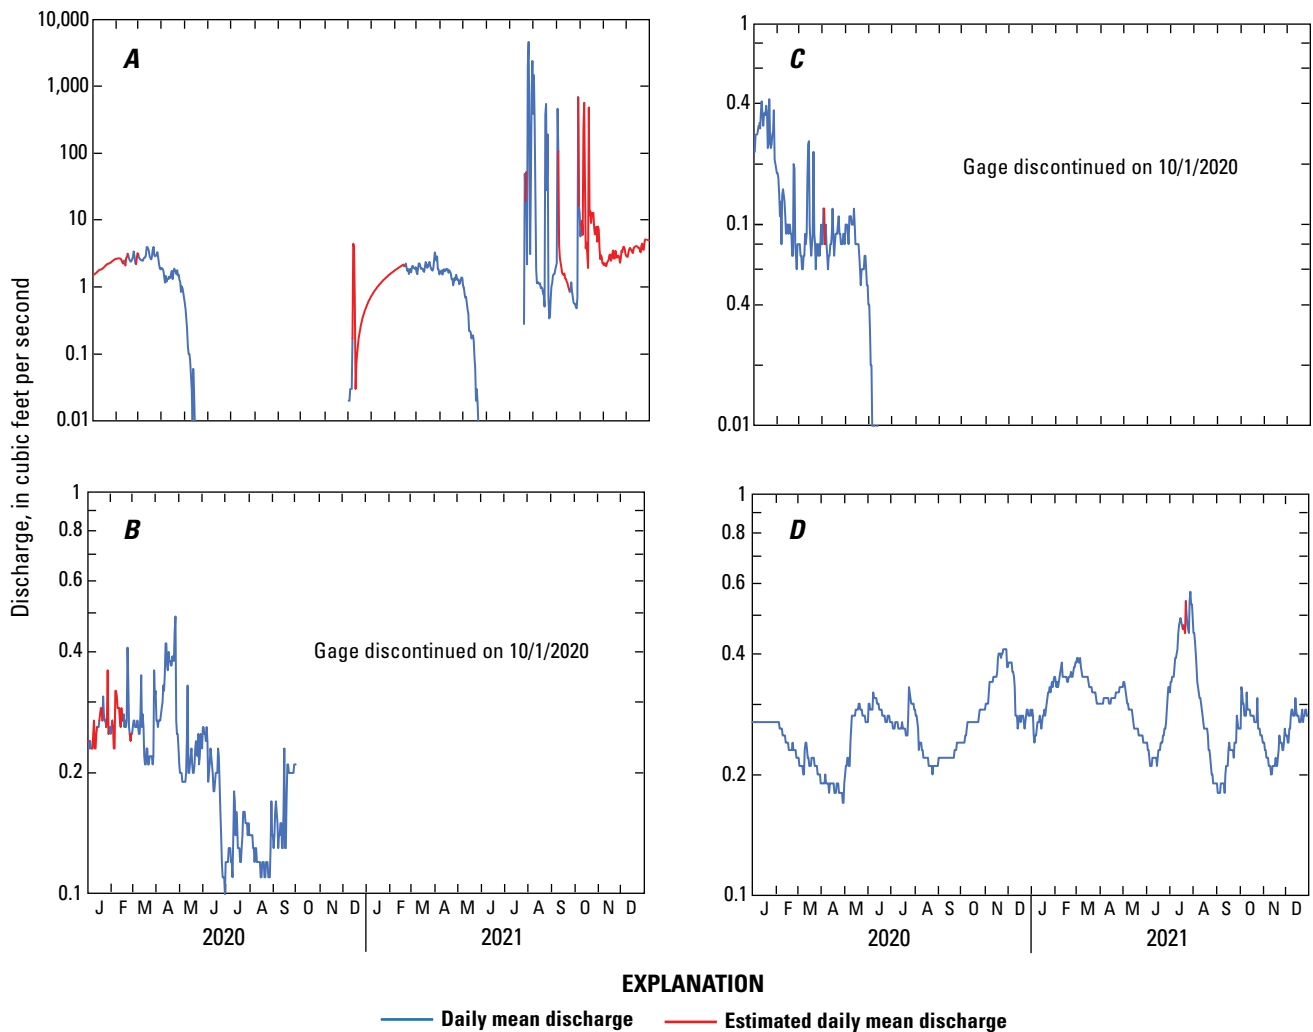 Discharge, in cubic feet per second
A
10,000
1,000
100
10
1
0.1
0.01
C
1
0.4
0.1
0.4
0.01
Gage discontinued on 10/1/2020
B
1
0.8
0.6
0.4
0.2
0.1
Gage discontinued on 10/1/2020
J F M A M J J A S O N D J F M A M J J A S O N D
2020 2021
D
1
0.8
0.6
0.4
0.2
0.1
J F M A M J J A S O N D J F M A M J J A S O N D
2020 2021
EXPLANATION
Daily mean discharge Estimated daily mean discharge